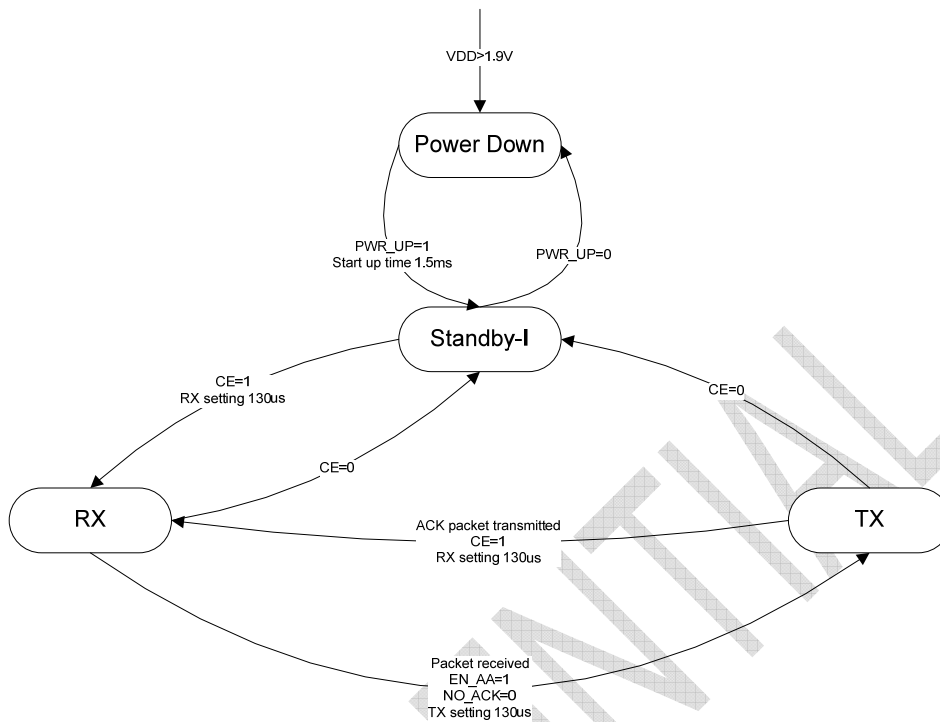 VDD>1.9V
Power Down
PWR_UP=1
Start up time 1.5ms
PWR_UP=0
Standby-I
CE=1
RX setting 130us
CE=0
CE=0
RX
TX
ACK packet transmitted
CE=1
RX setting 130us
Packet received
EN_AA=1
NO_ACK=0
TX setting 130us
ENTIAL